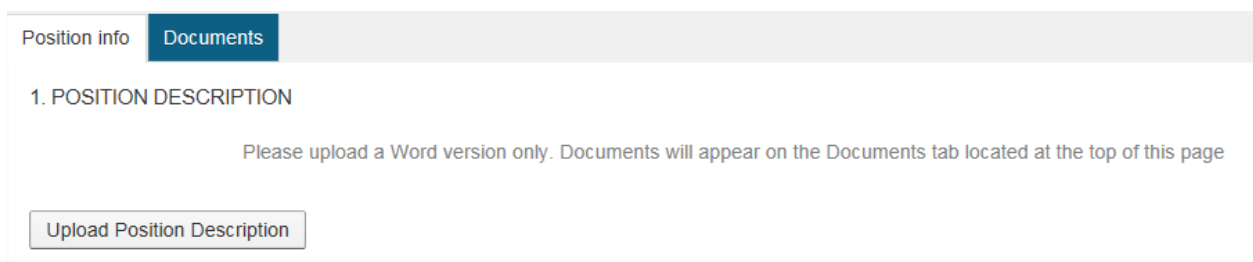 Position info Documents
1. POSITION DESCRIPTION
Please upload a Word version only. Documents will appear on the Documents tab located at the top of this page
Upload Position Description